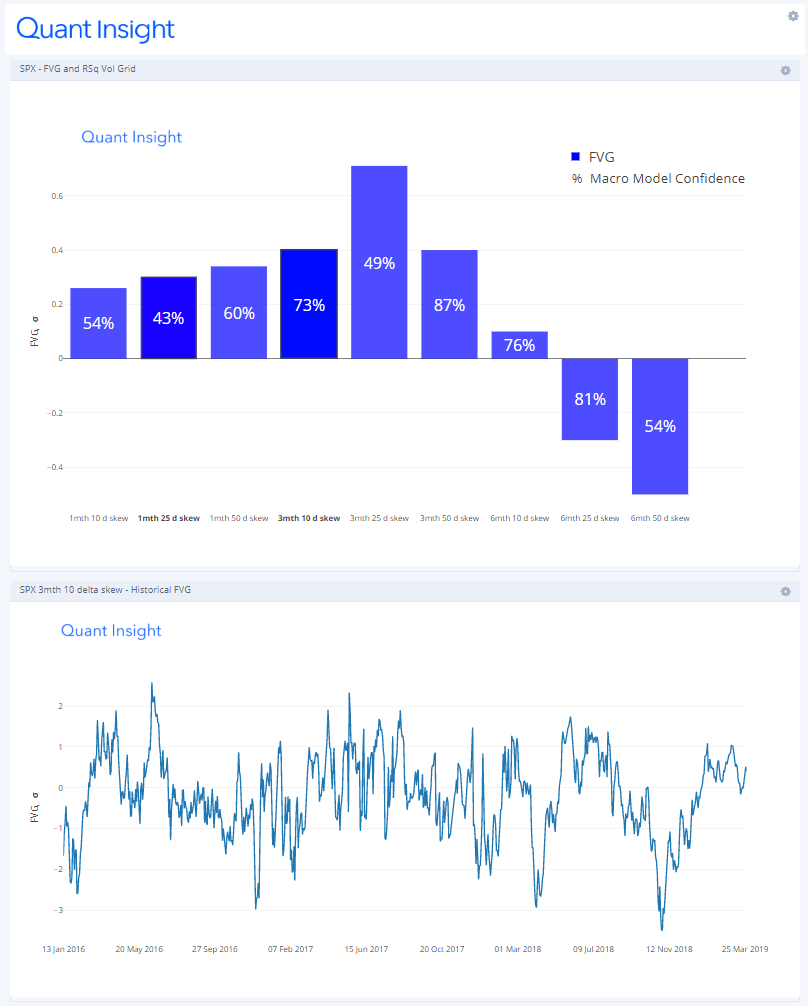 Quant Insight
SPX - FVG and RSq Vol Grid
Quant Insight
FVG
% Macro Model Confidence
0.6
0.4
0.2
0
−0.2
−0.4
FVG, σ
54%
43%
60%
73%
49%
87%
76%
81%
54%
1mth 10 d skew 1mth 25 d skew 1mth 50 d skew 3mth 10 d skew 3mth 25 d skew 3mth 50 d skew 6mth 10 d skew 6mth 25 d skew 6mth 50 d skew
SPX 3mth 10 delta skew - Historical FVG
Quant Insight
2
1
0
−1
−2
−3
FVG, σ
13 Jan 2016 20 May 2016 27 Sep 2016 07 Feb 2017 15 Jun 2017 20 Oct 2017 01 Mar 2018 09 Jul 2018 12 Nov 2018 25 Mar 2019